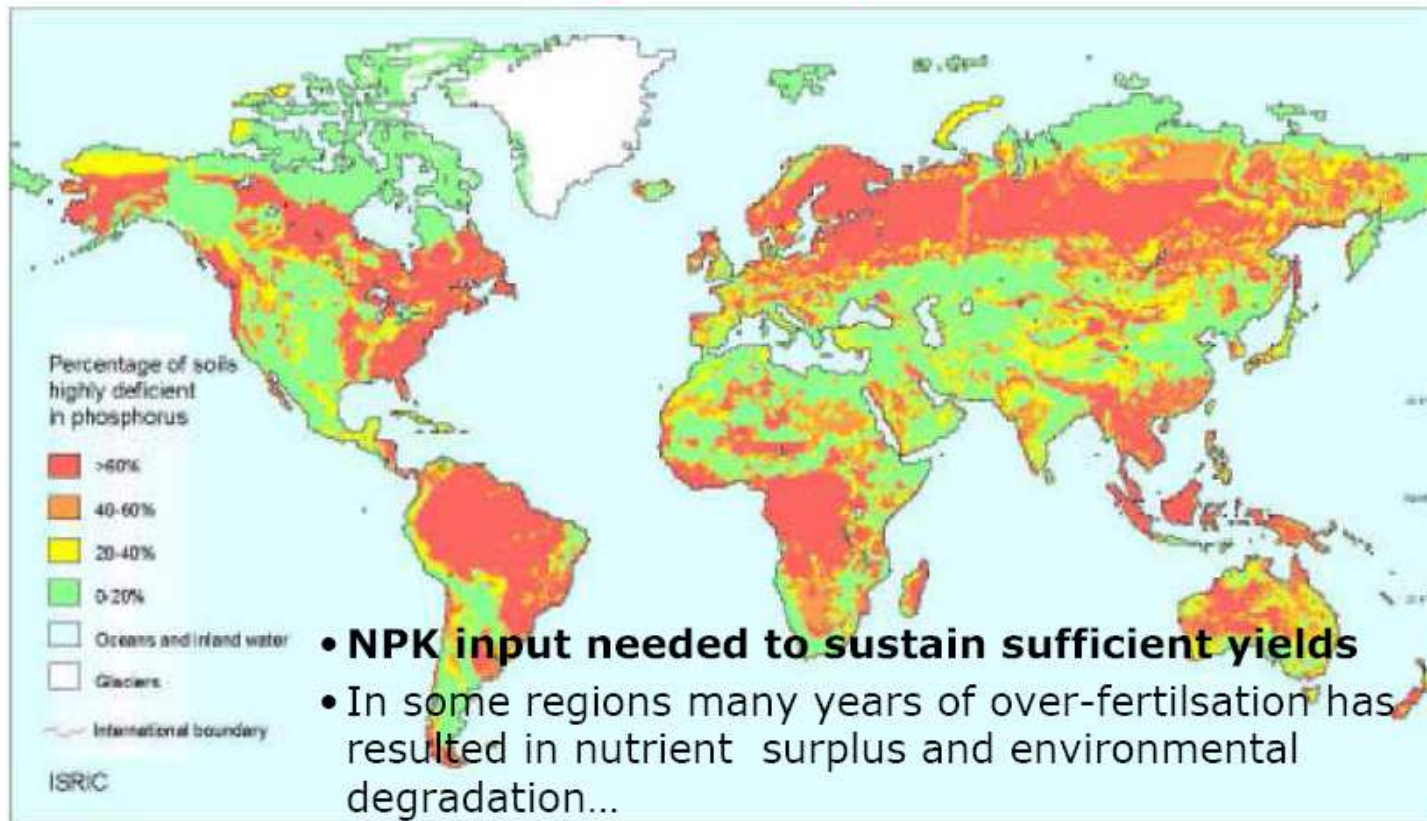 Percentage of soils
highly deficient
in phosphorus
>60%
40-60%
20-40%
0-20%
Oceans and inland water
Glaciers
International boundary
ISRIC
• NPK input needed to sustain sufficient yields
• In some regions many years of over-fertilsation has
resulted in nutrient surplus and environmental
degradation...